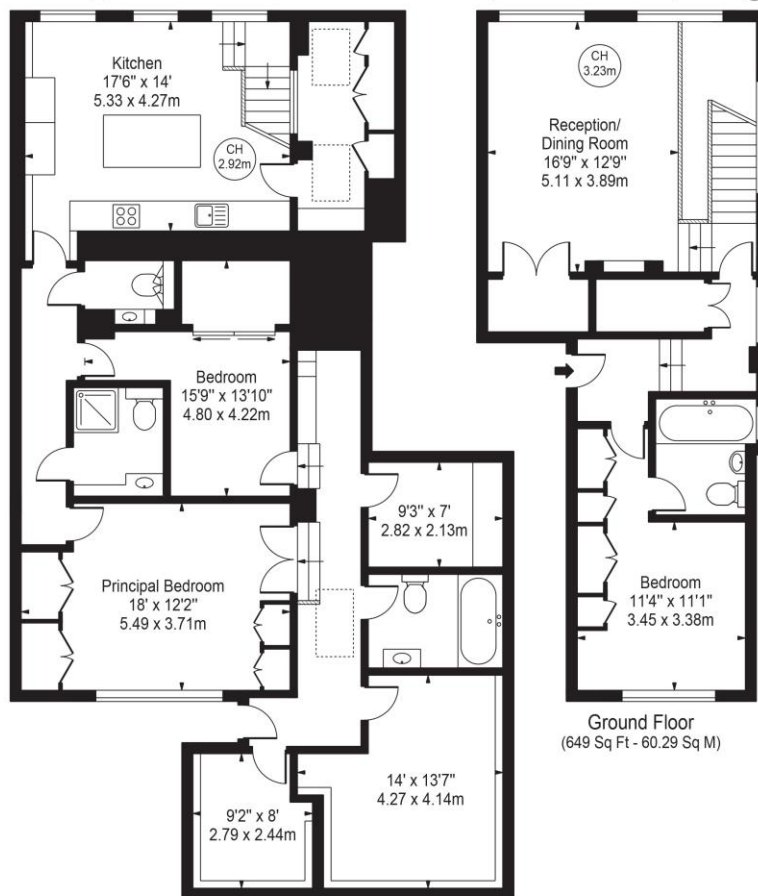 Kitchen
17'6" x 14'
5.33 x 4.27m
CH
2.92m
Bedroom
15'9" x 13'10"
4.80 x 4.22m
9'3" x 7'
2.82 x 2.13m
Principal Bedroom
18' x 12'2"
5.49 x 3.71m
14' x 13'7"
4.27 x 4.14m
9'2" x 8'
2.79 x 2.44m
CH
3.23m
Reception/
Dining Room
16'9" x 12'9"
5.11 x 3.89m
Bedroom
11'4" x 11'1"
3.45 x 3.38m
Ground Floor
(649 Sq Ft - 60.29 Sq M)